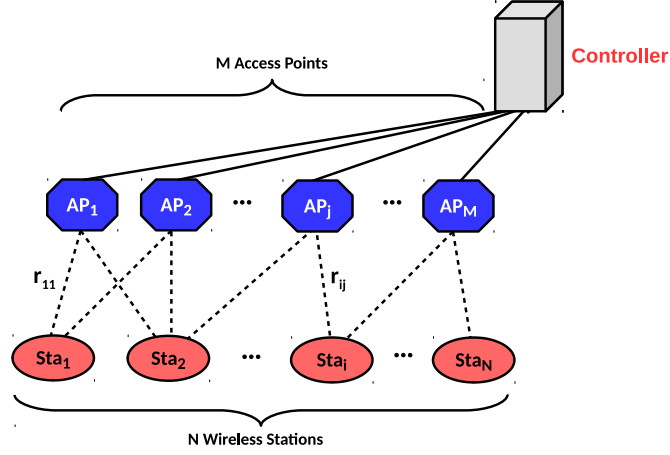 M Access Points
Controller
AP1 AP2 ... APj ... APM
r11 rij
Sta1 Sta2 ... Stai ... StaN
N Wireless Stations